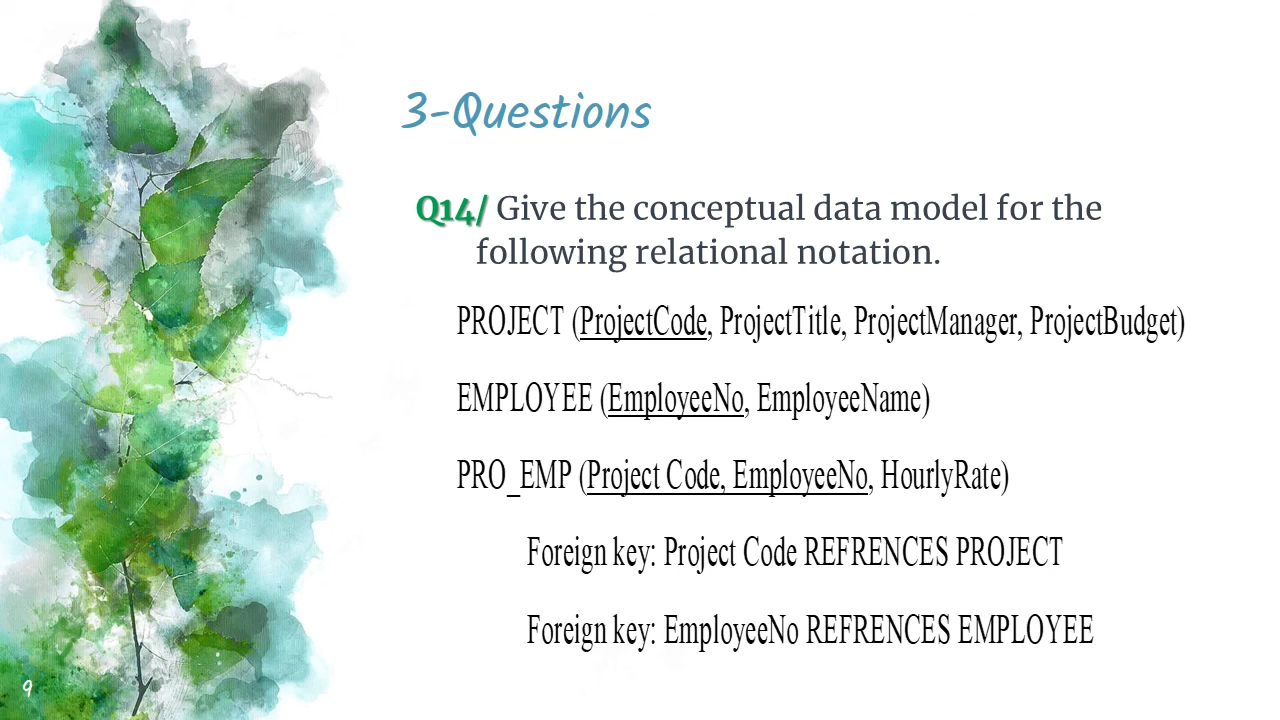 3-Questions
Q14/ Give the conceptual data model for the
following relational notation.
PROJECT (ProjectCode, ProjectTitle, ProjectManager, ProjectBudget)
EMPLOYEE (EmployeeNo, EmployeeName)
PRO_EMP (Project Code, EmployeeNo, HourlyRate)
Foreign key: Project Code REFRENCES PROJECT
Foreign key: EmployeeNo REFRENCES EMPLOYEE
9